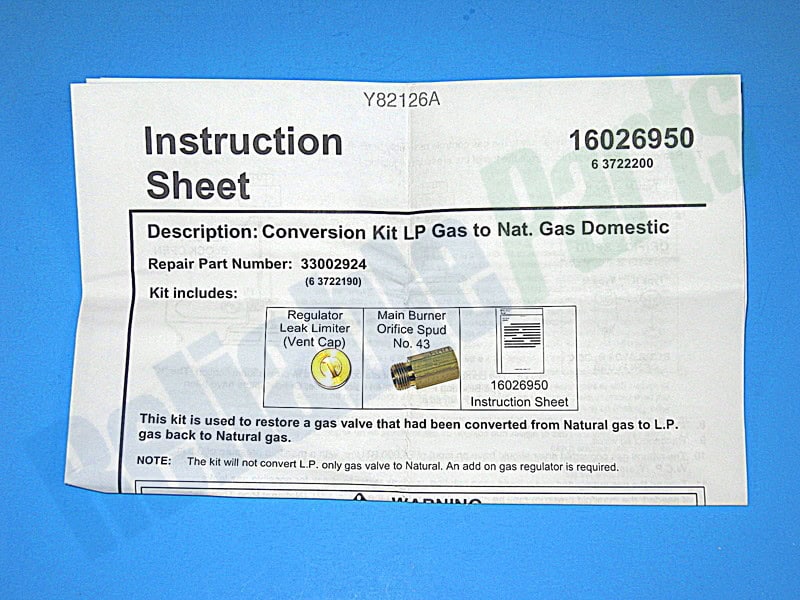 Y82126A
Instruction
Sheet
16026950
6 3722200
Description: Conversion Kit LP Gas to Nat. Gas Domestic
Repair Part Number: 33002924
(6 3722190)
Kit includes:
Regulator
Leak Limiter
(Vent Cap)
Main Burner
Orifice Spud
No. 43
16026950
Instruction Sheet
This kit is used to restore a gas valve that had been converted from Natural gas to L.P.
gas back to Natural gas.
NOTE: The kit will not convert L.P. only gas valve to Natural. An add on gas regulator is required.
WARNING
Reliable Parts